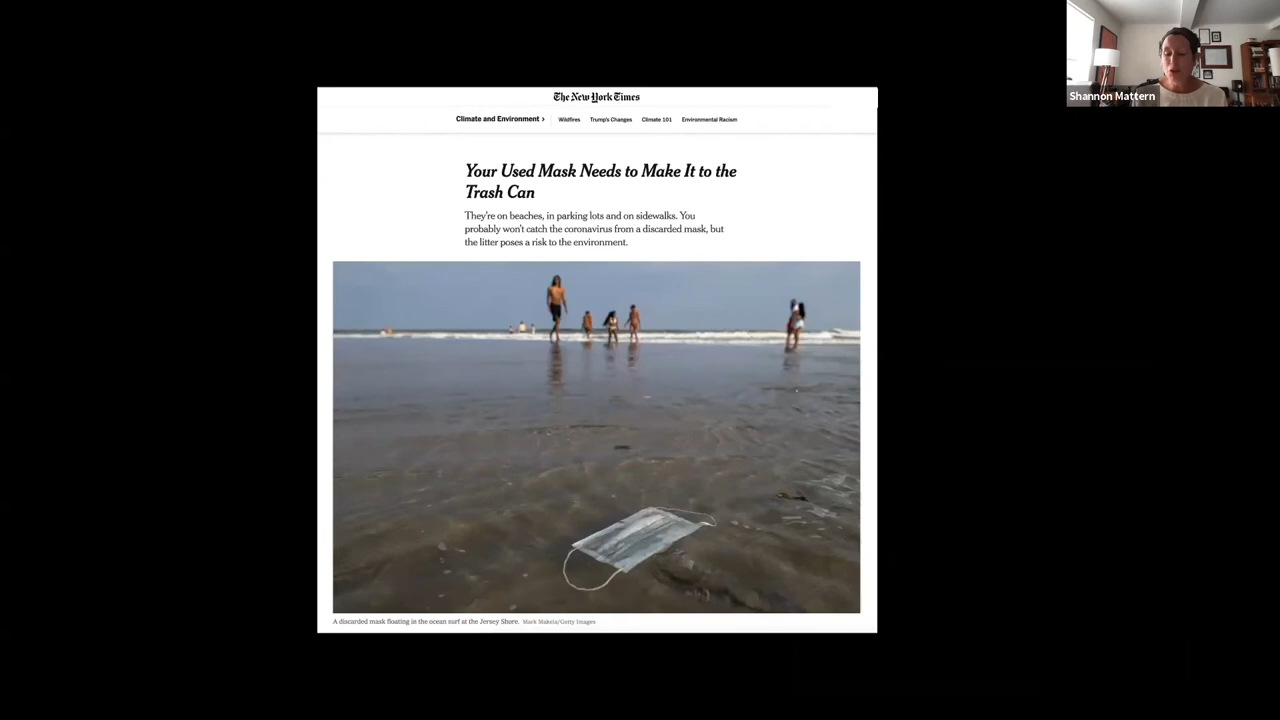 The New York Times
Climate and Environment › Wildfires Trump's Changes Climate 101 Environmental Racism
Your Used Mask Needs to Make It to the
Trash Can
They're on beaches, in parking lots and on sidewalks. You
probably won't catch the coronavirus from a discarded mask, but
the litter poses a risk to the environment.
A discarded mask floating in the ocean surf at the Jersey Shore. Mark Makela/Getty Images
Shannon Mattern